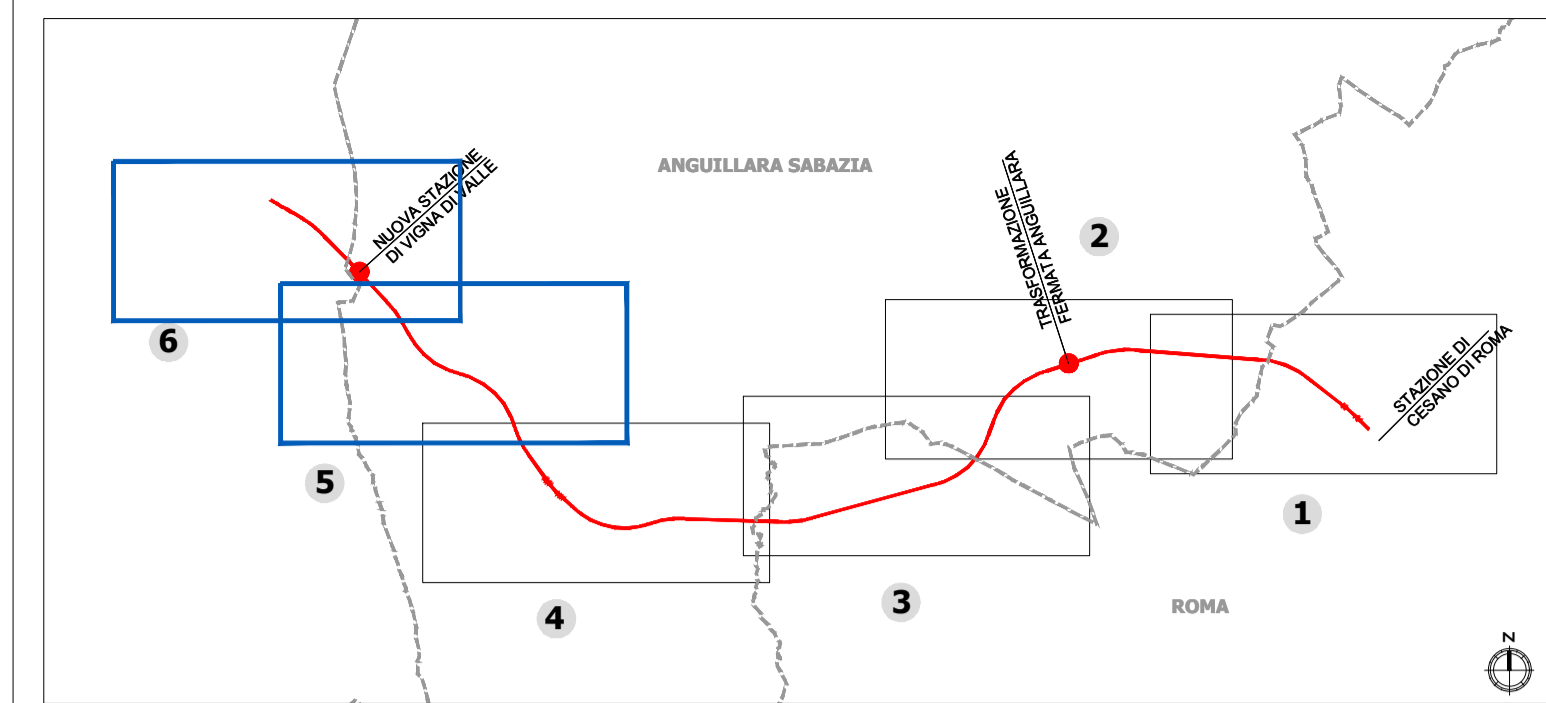 ANGUILLARA SABAZIA
NUOVA STAZIONE
DI VIGNA DI VALLE
TRASFORMAZIONE
FERMATA ANGUILLARA
2
6
STAZIONE DI
CESANO DI ROMA
5
1
3
4
ROMA
N